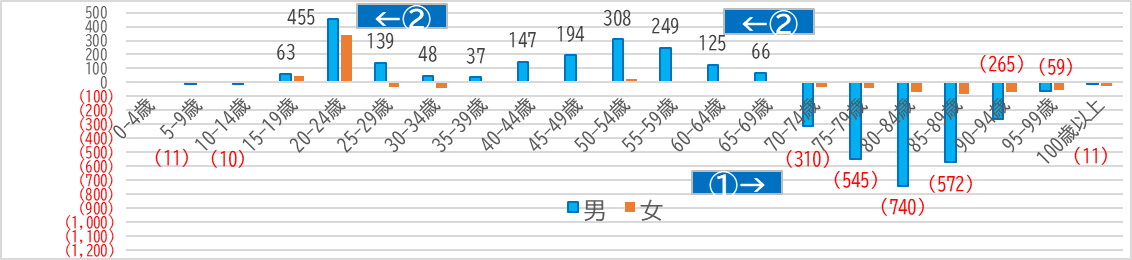 500
400
300
200
100
0
(100)
(200)
(300)
(400)
(500)
(600)
(700)
(800)
(900)
(1,000)
(1,100)
(1,200)
←②
←②
①→
(11)
(10)
63
455
139
48
37
147
194
308
249
125
66
(310)
(545)
(740)
(572)
(265)
(59)
(11)
0-4歳
5-9歳
10-14歳
15-19歳
20-24歳
25-29歳
30-34歳
35-39歳
40-44歳
45-49歳
50-54歳
55-59歳
60-64歳
65-69歳
70-74歳
75-79歳
80-84歳
85-89歳
90-94歳
95-99歳
100歳以上
男 女